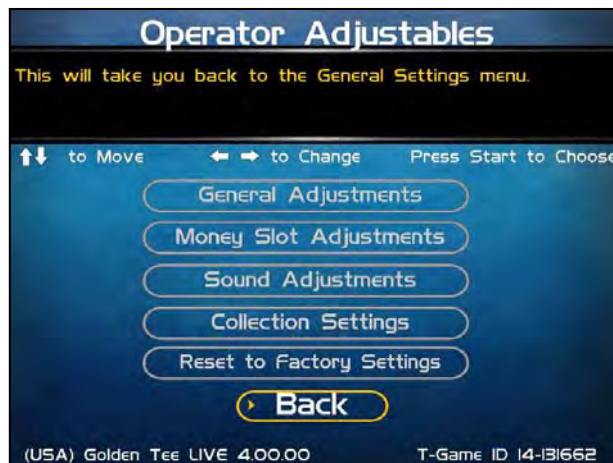 Operator Adjustables
This will take you back to the General Settings menu.
to Move to Change Press Start to Choose
General Adjustments
Money Slot Adjustments
Sound Adjustments
Collection Settings
Reset to Factory Settings
Back
(USA) Golden Tee LIVE 4.00.00 T-Game ID 14-131662